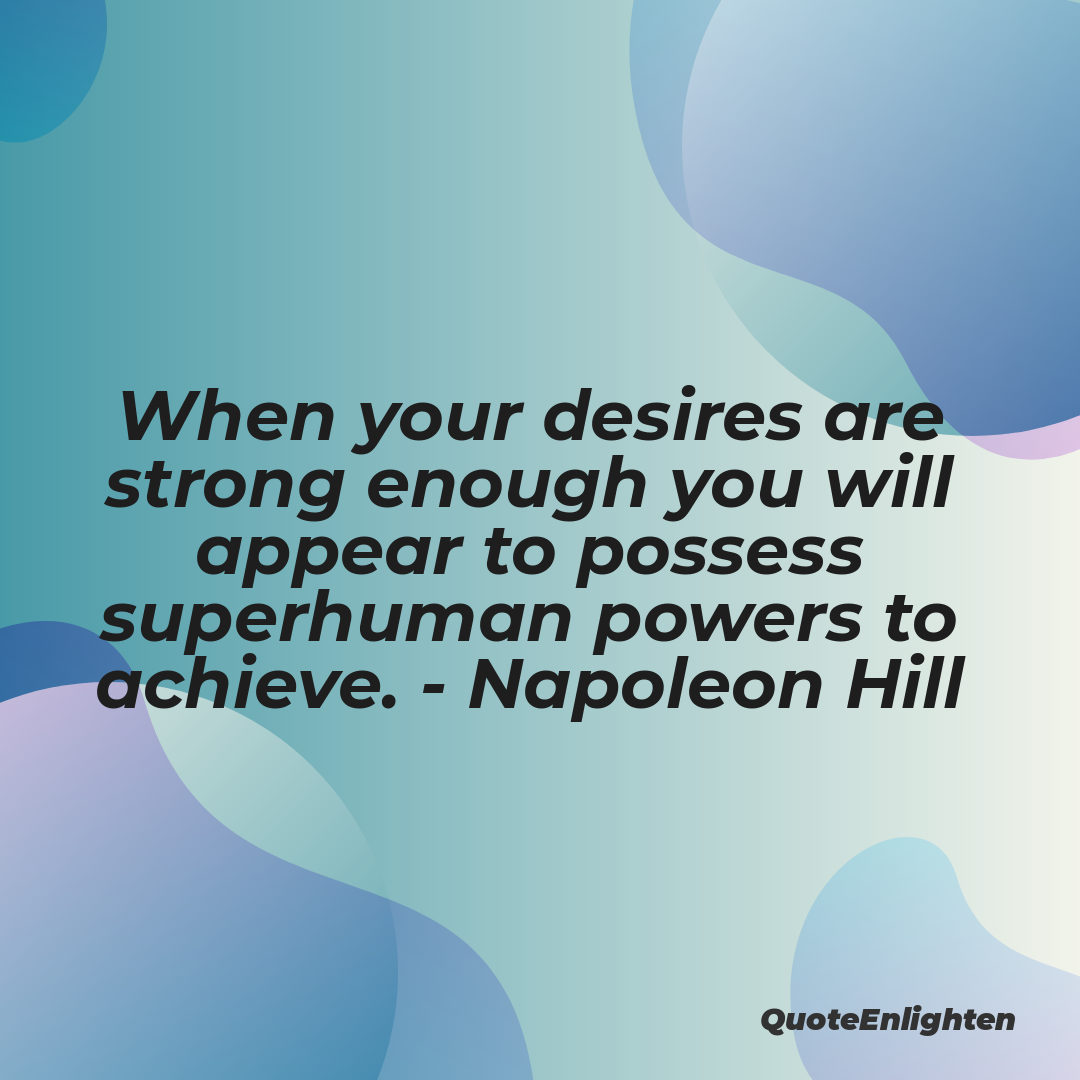 When your desires are
strong enough you will
appear to possess
superhuman powers to
achieve. - Napoleon Hill
QuoteEnlighten